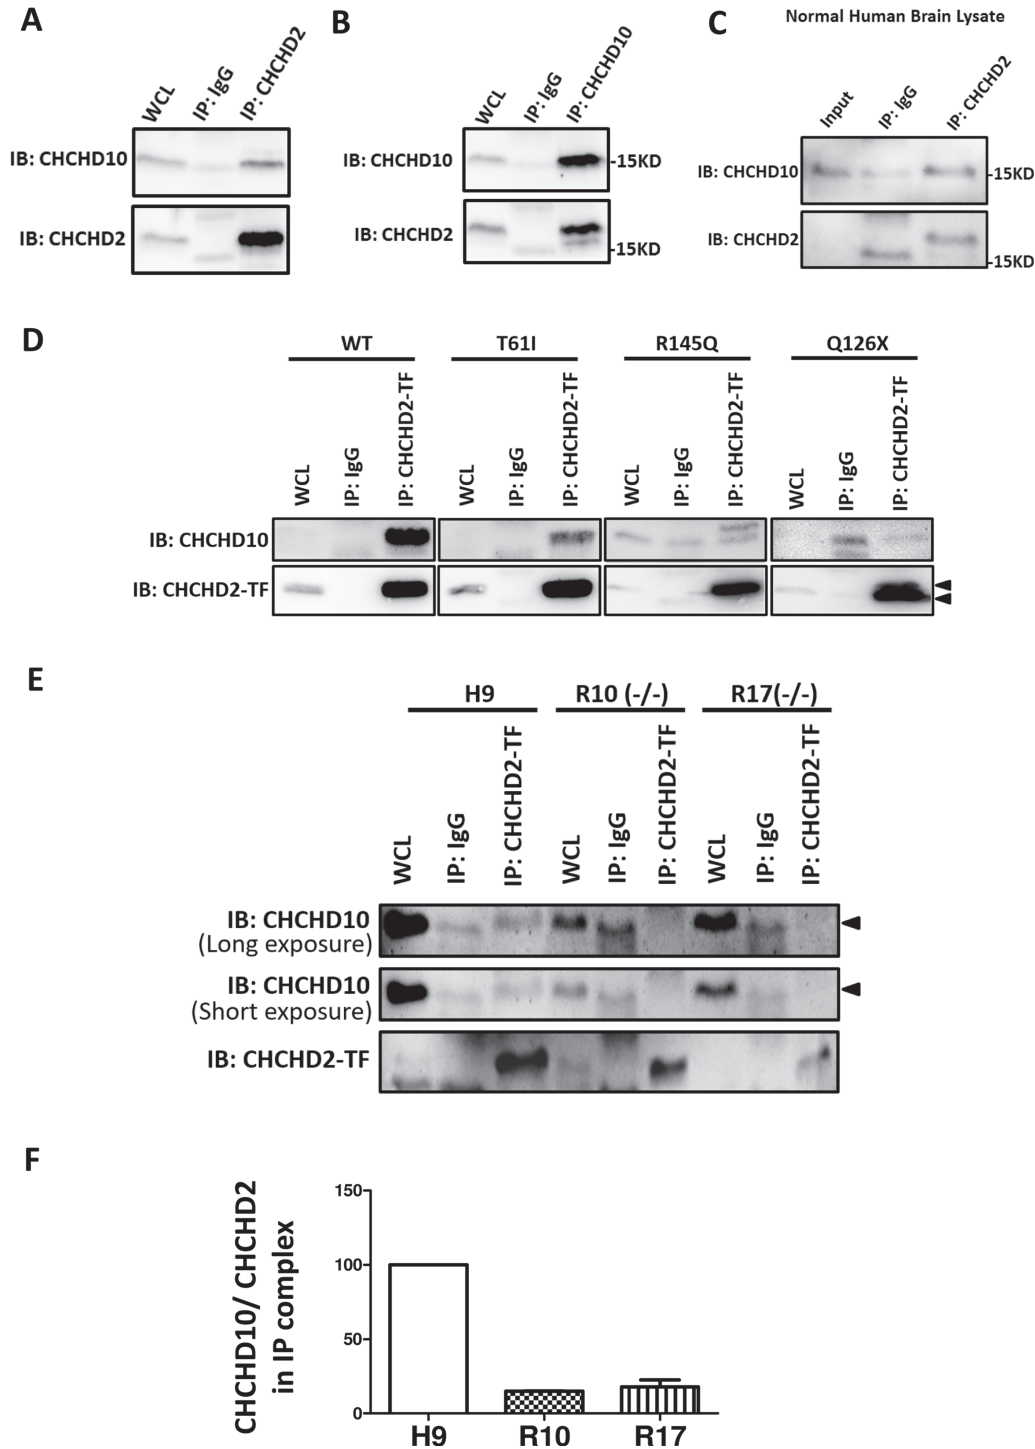 A
WCL
IP: IgG
IP: CHCHD2
IB: CHCHD10
IB: CHCHD2
B
WCL
IP: IgG
IP: CHCHD10
IB: CHCHD10
-15KD
IB: CHCHD2
-15KD
C
Normal Human Brain Lysate
Input
IP: IgG
IP: CHCHD2
IB: CHCHD10
-15KD
IB: CHCHD2
-15KD
D
WT
T61I
R145Q
Q126X
WCL
IP: IgG
IP: CHCHD2-TF
WCL
IP: IgG
IP: CHCHD2-TF
WCL
IP: IgG
IP: CHCHD2-TF
WCL
IP: IgG
IP: CHCHD2-TF
IB: CHCHD10
IB: CHCHD2-TF
E
H9
R10 (-/-)
R17(-/-)
WCL
IP: IgG
IP: CHCHD2-TF
WCL
IP: IgG
IP: CHCHD2-TF
WCL
IP: IgG
IP: CHCHD2-TF
IB: CHCHD10
(Long exposure)
IB: CHCHD10
(Short exposure)
IB: CHCHD2-TF
F
CHCHD10/ CHCHD2
in IP complex
150
100
50
0
H9
R10
R17